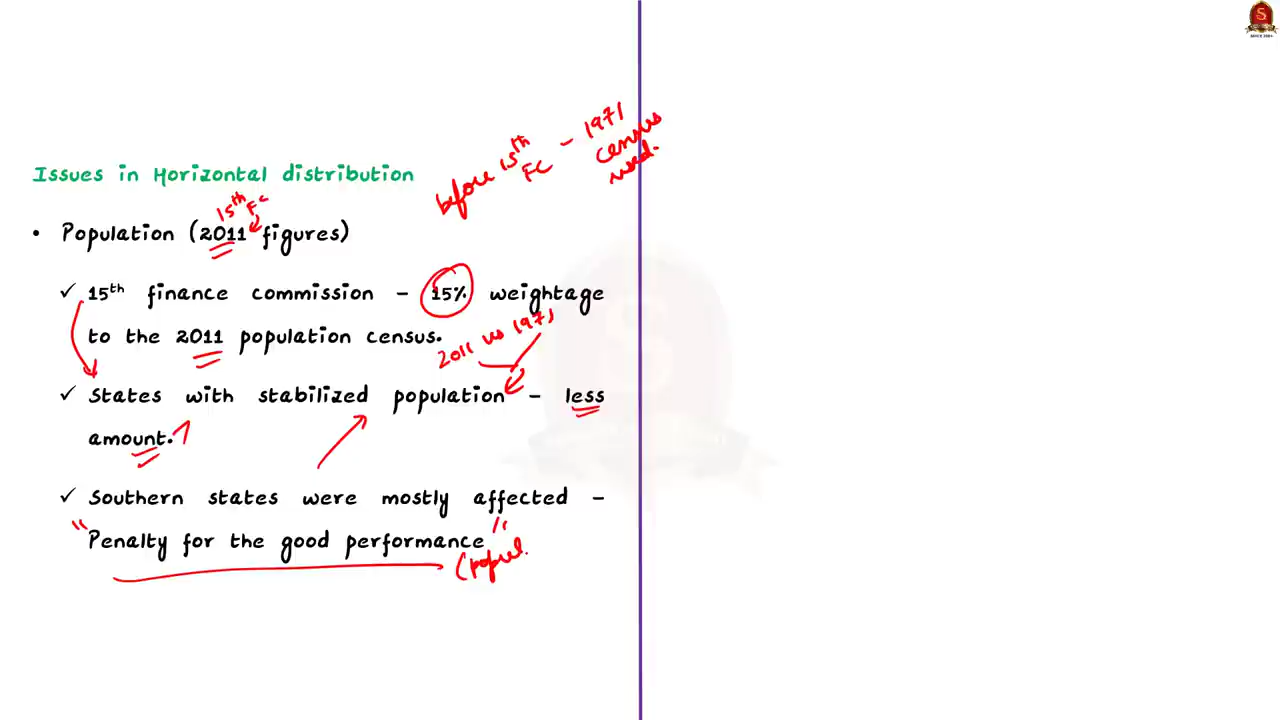 before 15th FC - 1971
census
used.
Issues in Horizontal distribution
15th FC
• Population (2011 figures)
✓ 15th finance commission - 15% weightage
to the 2011 population census.
2011 vs 1971
✓ States with stabilized population - less
amount.
✓ Southern states were mostly affected -
"Penalty for the good performance"
(popul